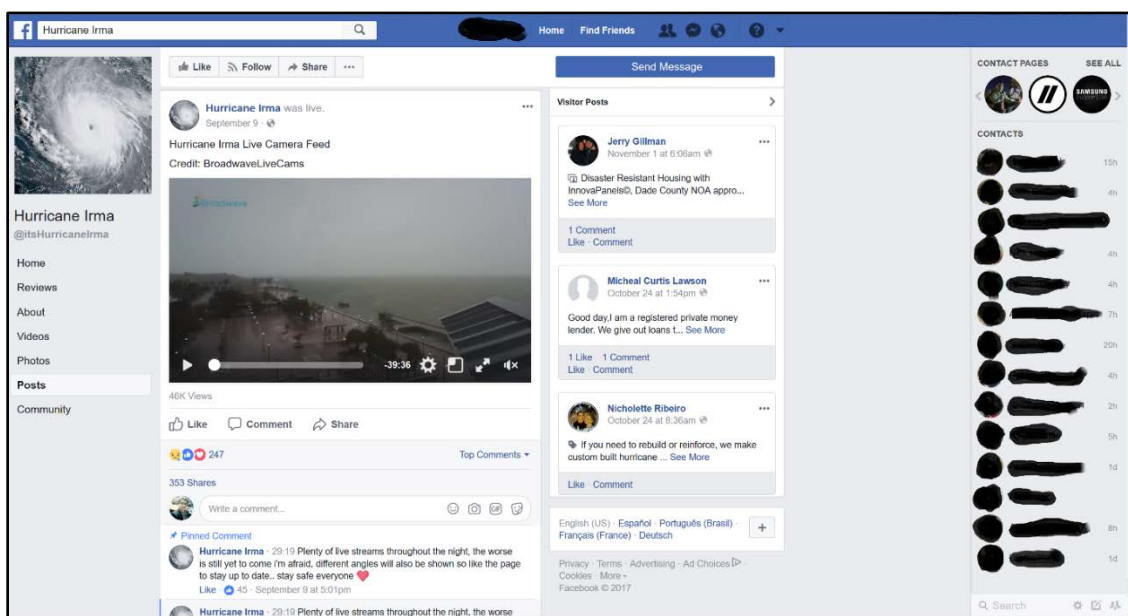 Hurricane Irma
Home Find Friends
Like Follow Share ...
Send Message
Hurricane Irma
@itsHurricaneIrma
Home
Reviews
About
Videos
Photos
Posts
Community
Hurricane Irma was live.
September 9 ·
Hurricane Irma Live Camera Feed
Credit: BroadwaveLiveCams
Broadwave
-39:36
46K Views
Like Comment Share
247 Top Comments
353 Shares
Write a comment...
GIF
Pinned Comment
Hurricane Irma · 29:19 Plenty of live streams throughout the night, the worse
is still yet to come i'm afraid, different angles will also be shown so like the page
to stay up to date.. stay safe everyone
Like · 45 · September 9 at 5:01pm
Hurricane Irma · 29:19 Plenty of live streams throughout the night, the worse
Visitor Posts
Jerry Gillman
November 1 at 6:06am
Disaster Resistant Housing with
InnovaPanels©, Dade County NOA appro...
See More
1 Comment
Like · Comment
Micheal Curtis Lawson
October 24 at 1:54pm
Good day,I am a registered private money
lender. We give out loans t... See More
1 Like 1 Comment
Like · Comment
Nicholette Ribeiro
October 24 at 8:36am
If you need to rebuild or reinforce, we make
custom built hurricane ... See More
Like · Comment
English (US) · Español · Português (Brasil) ·
Français (France) · Deutsch
+
Privacy · Terms · Advertising · Ad Choices ·
Cookies · More
Facebook © 2017
CONTACT PAGES SEE ALL
SAMSUNG
CONTACTS
15h
4h
4h
4h
7h
20h
4h
2h
5h
1d
8h
1d
Search